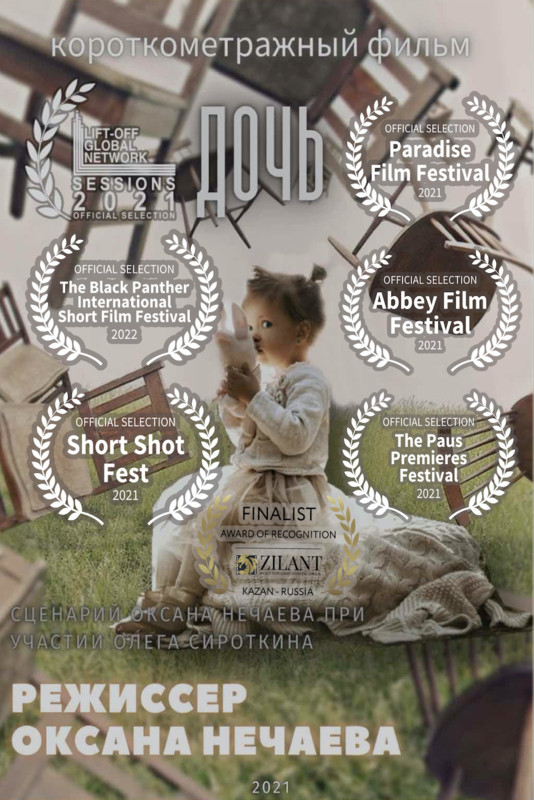 короткометражный фильм
LIFT-OFF
GLOBAL
NETWORK
SESSIONS
2021
OFFICIAL SELECTION
ДОЧЬ
OFFICIAL SELECTION
Paradise
Film Festival
2021
OFFICIAL SELECTION
The Black Panther
International
Short Film Festival
2022
OFFICIAL SELECTION
Abbey Film
Festival
2021
OFFICIAL SELECTION
Short Shot
Fest
2021
OFFICIAL SELECTION
The Paus
Premieres
Festival
2021
FINALIST
AWARD OF RECOGNITION
ZILANT
KAZAN - RUSSIA
СЦЕНАРИЙ ОКСАНА НЕЧАЕВА ПРИ
УЧАСТИИ ОЛЕГА СИРОТКИНА
РЕЖИССЕР
ОКСАНА НЕЧАЕВА
2021